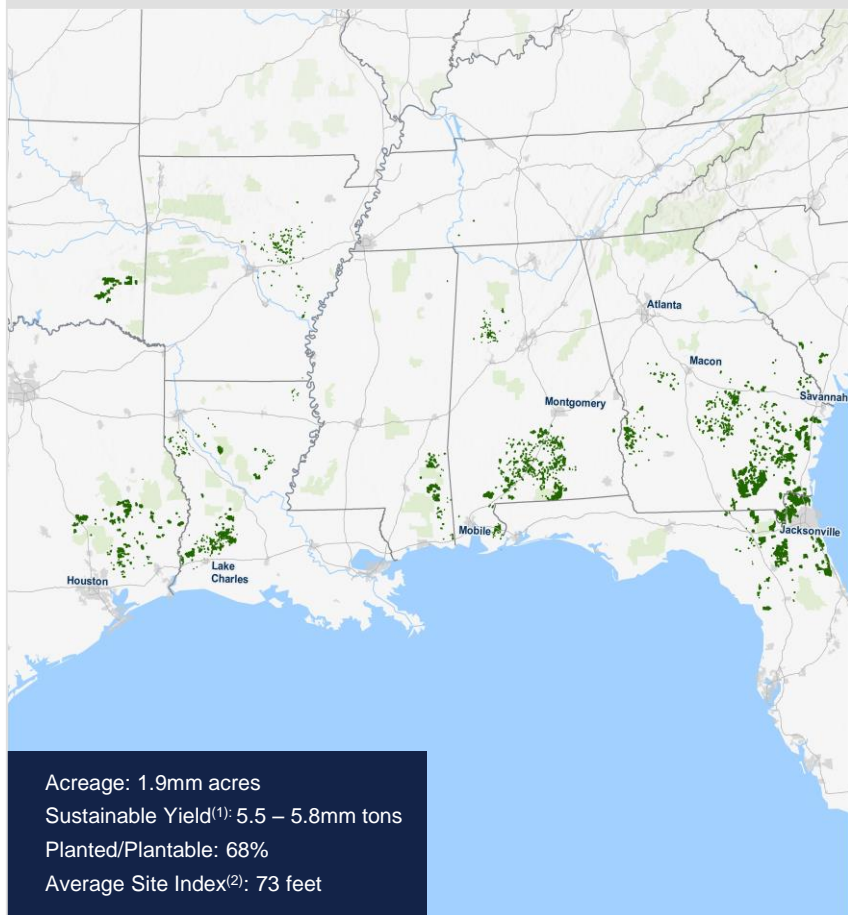 Atlanta
Macon
Savannah
Montgomery
Mobile
Jacksonville
Lake
Charles
Houston
Acreage: 1.9mm acres
Sustainable Yield(1): 5.5 – 5.8mm tons
Planted/Plantable: 68%
Average Site Index(2): 73 feet